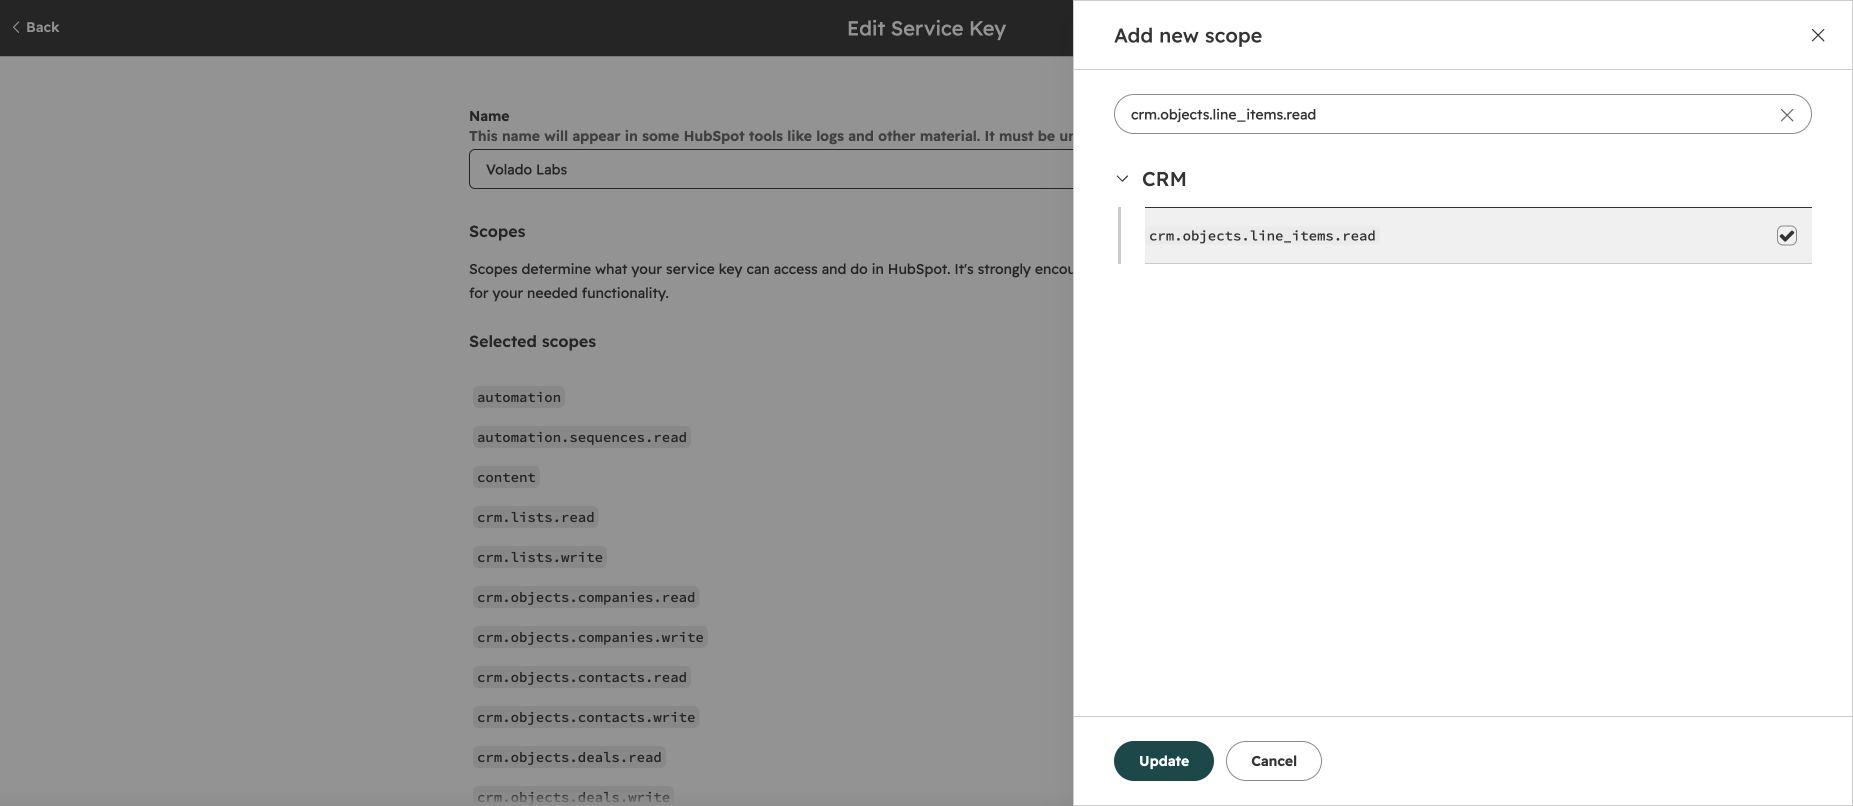 Back
Edit Service Key
Name
This name will appear in some HubSpot tools like logs and other material. It must be
Volado Labs
Scopes
Scopes determine what your service key can access and do in HubSpot. It's strongly
for your needed functionality.
Selected scopes
automation
automation.sequences.read
content
crm.lists.read
crm.lists.write
crm.objects.companies.read
crm.objects.companies.write
crm.objects.contacts.read
crm.objects.contacts.write
crm.objects.deals.read
crm.objects.deals.write
Add new scope
crm.objects.line_items.read
CRM
crm.objects.line_items.read
Update
Cancel